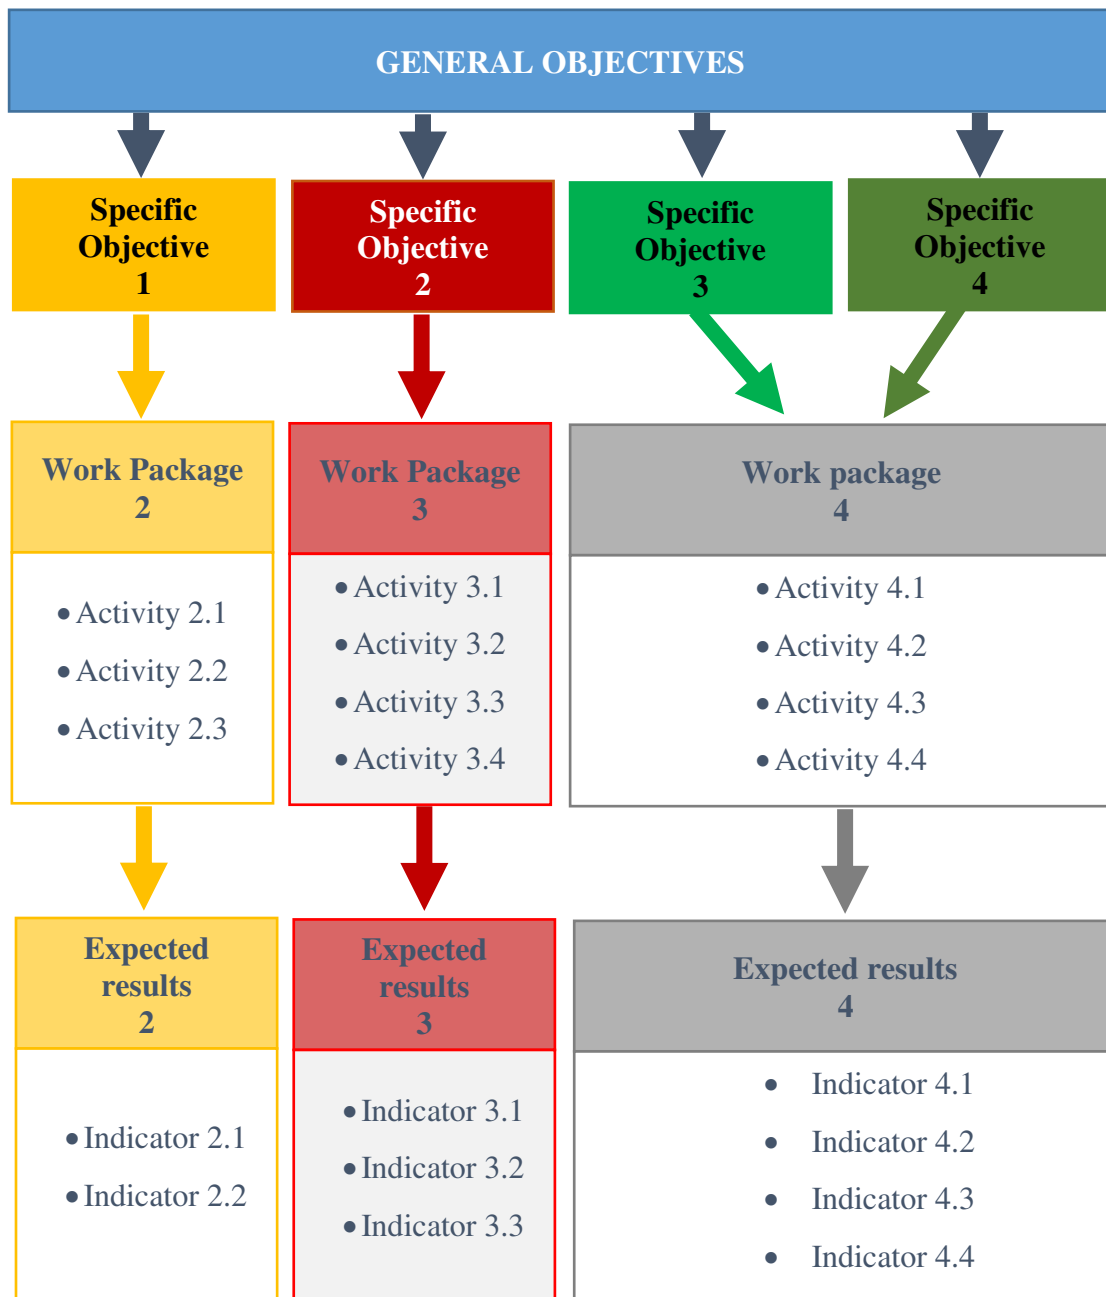 GENERAL OBJECTIVES
Specific
Objective
1
Specific
Objective
2
Specific
Objective
3
Specific
Objective
4
Work Package
2
• Activity 2.1
• Activity 2.2
• Activity 2.3
Work Package
3
• Activity 3.1
• Activity 3.2
• Activity 3.3
• Activity 3.4
Work package
4
• Activity 4.1
• Activity 4.2
• Activity 4.3
• Activity 4.4
Expected
results
2
• Indicator 2.1
• Indicator 2.2
Expected
results
3
• Indicator 3.1
• Indicator 3.2
• Indicator 3.3
Expected results
4
• Indicator 4.1
• Indicator 4.2
• Indicator 4.3
• Indicator 4.4